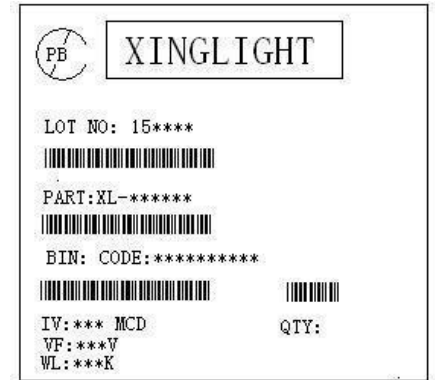 PB
XINGLIGHT
LOT NO: 15****
PART:XL-******
BIN: CODE:**********
IV:*** MCD
QTY:
VF:***V
WL:***K